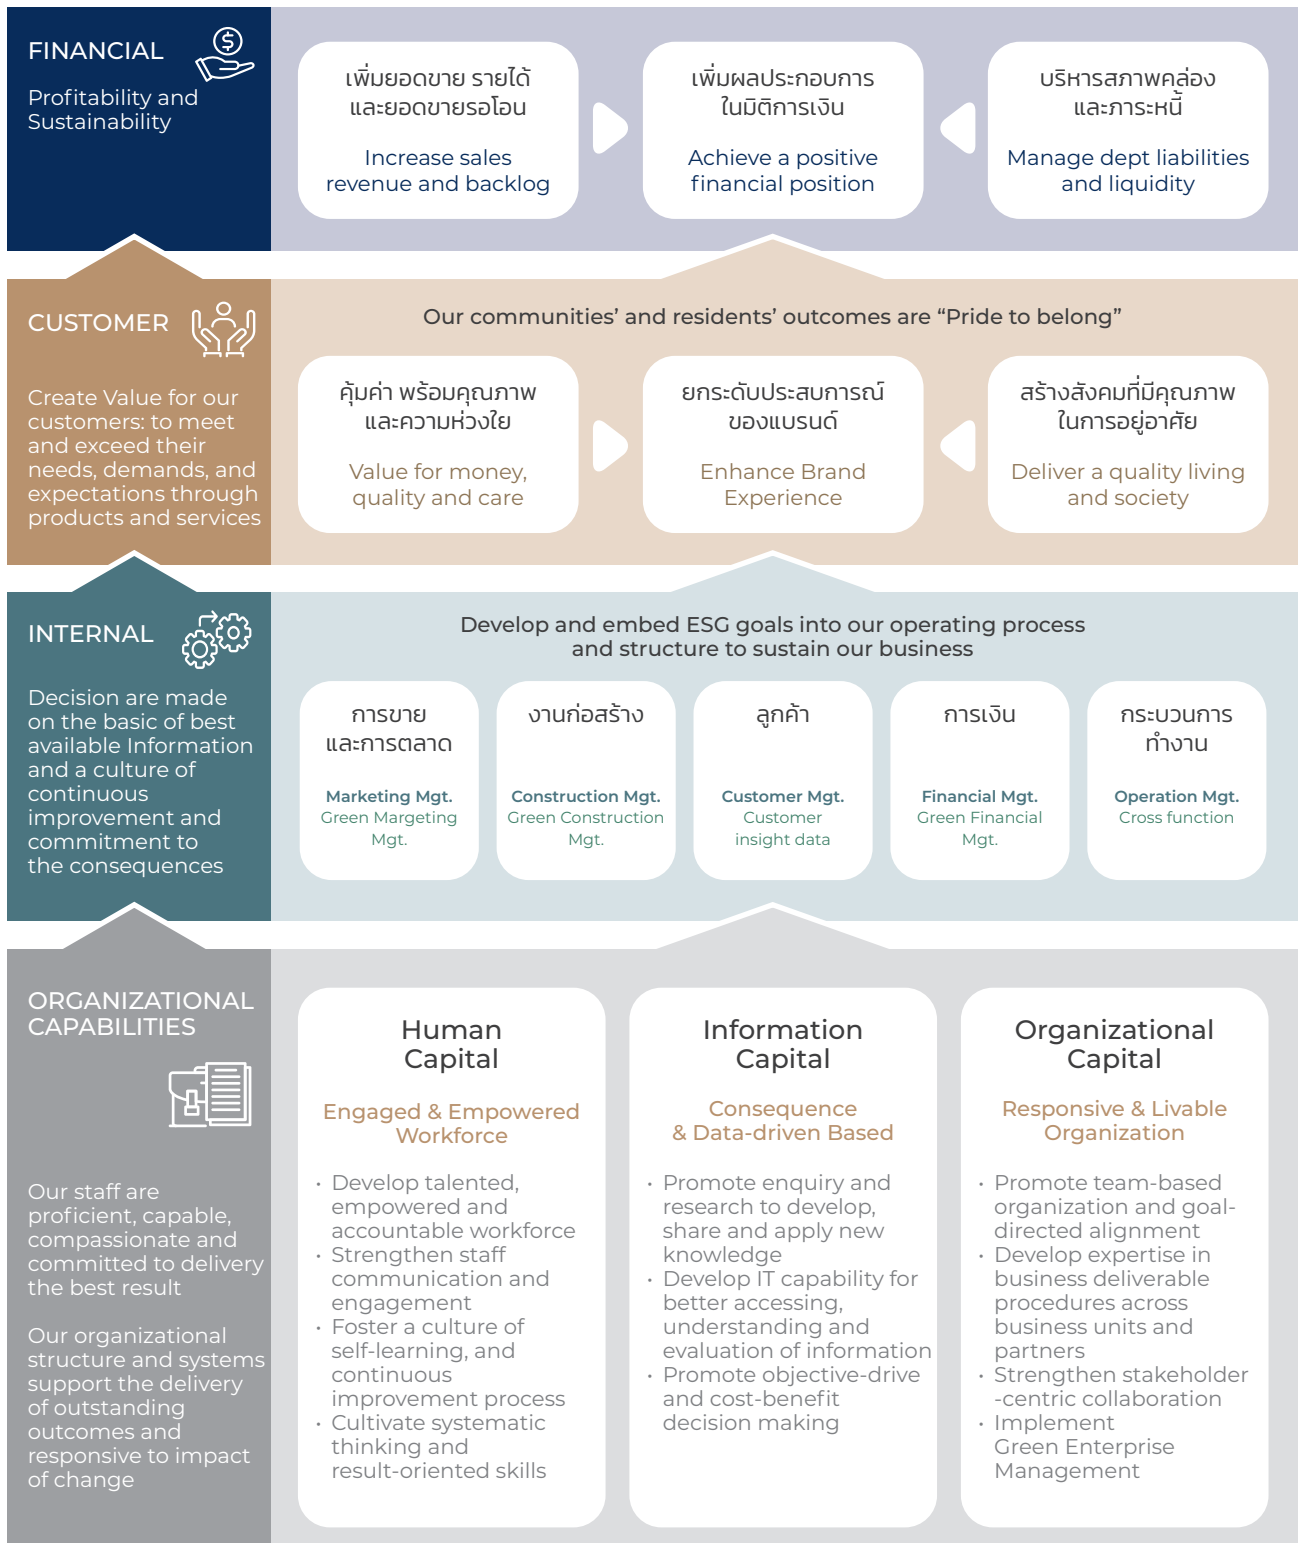 FINANCIAL
Profitability and
Sustainability
เพิ่มยอดขาย รายได้
และยอดขายรอโอน
Increase sales
revenue and backlog
เพิ่มผลประกอบการ
ในมิติการเงิน
Achieve a positive
financial position
บริหารสภาพคล่อง
และภาระหนี้
Manage dept liabilities
and liquidity
CUSTOMER
Create Value for our
customers: to meet
and exceed their
needs, demands, and
expectations through
products and services
Our communities’ and residents’ outcomes are “Pride to belong”
คุ้มค่า พร้อมคุณภาพ
และความห่วงใย
Value for money,
quality and care
ยกระดับประสบการณ์
ของแบรนด์
Enhance Brand
Experience
สร้างสังคมที่มีคุณภาพ
ในการอยู่อาศัย
Deliver a quality living
and society
INTERNAL
Decision are made
on the basic of best
available Information
and a culture of
continuous
improvement and
commitment to
the consequences
Develop and embed ESG goals into our operating process
and structure to sustain our business
การขาย
และการตลาด
Marketing Mgt.
Green Margeting
Mgt.
งานก่อสร้าง
Construction Mgt.
Green Construction
Mgt.
ลูกค้า
Customer Mgt.
Customer
insight data
การเงิน
Financial Mgt.
Green Financial
Mgt.
กระบวนการ
ทำงาน
Operation Mgt.
Cross function
ORGANIZATIONAL
CAPABILITIES
Our staff are
proficient, capable,
compassionate and
committed to delivery
the best result
Our organizational
structure and systems
support the delivery
of outstanding
outcomes and
responsive to impact
of change
Human
Capital
Engaged & Empowered
Workforce
· Develop talented,
empowered and
accountable workforce
· Strengthen staff
communication and
engagement
· Foster a culture of
self-learning, and
continuous
improvement process
· Cultivate systematic
thinking and
result-oriented skills
Information
Capital
Consequence
& Data-driven Based
· Promote enquiry and
research to develop,
share and apply new
knowledge
· Develop IT capability for
better accessing,
understanding and
evaluation of information
· Promote objective-drive
and cost-benefit
decision making
Organizational
Capital
Responsive & Livable
Organization
· Promote team-based
organization and goal-
directed alignment
· Develop expertise in
business deliverable
procedures across
business units and
partners
· Strengthen stakeholder
-centric collaboration
· Implement
Green Enterprise
Management